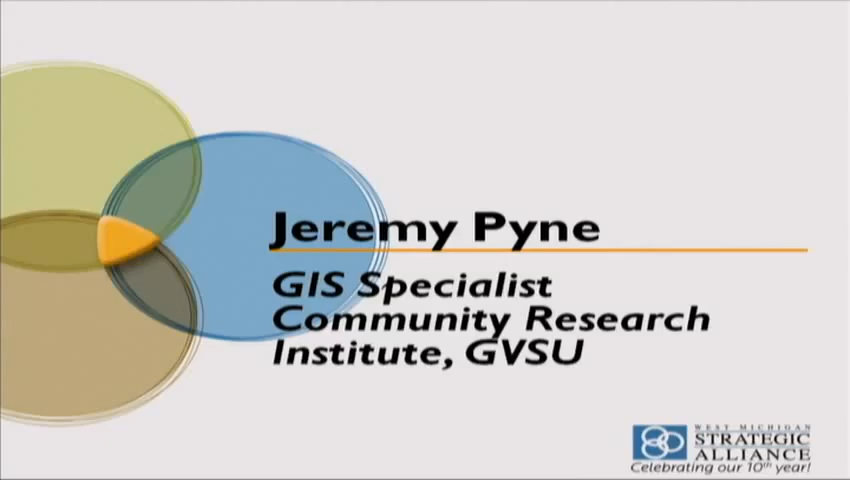 Jeremy Pyne
GIS Specialist
Community Research
Institute, GVSU
WEST MICHIGAN
STRATEGIC
ALLIANCE
Celebrating our 10th year!